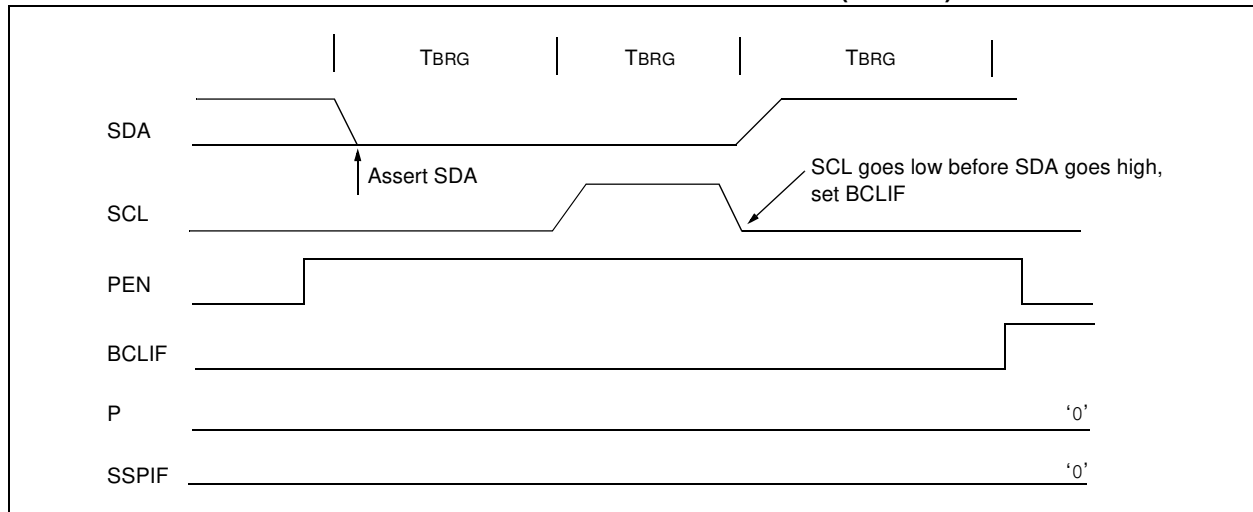 TBRG TBRG TBRG
SDA
Assert SDA
SCL goes low before SDA goes high,
set BCLIF
SCL
PEN
BCLIF
P
‘0’
SSPIF
‘0’